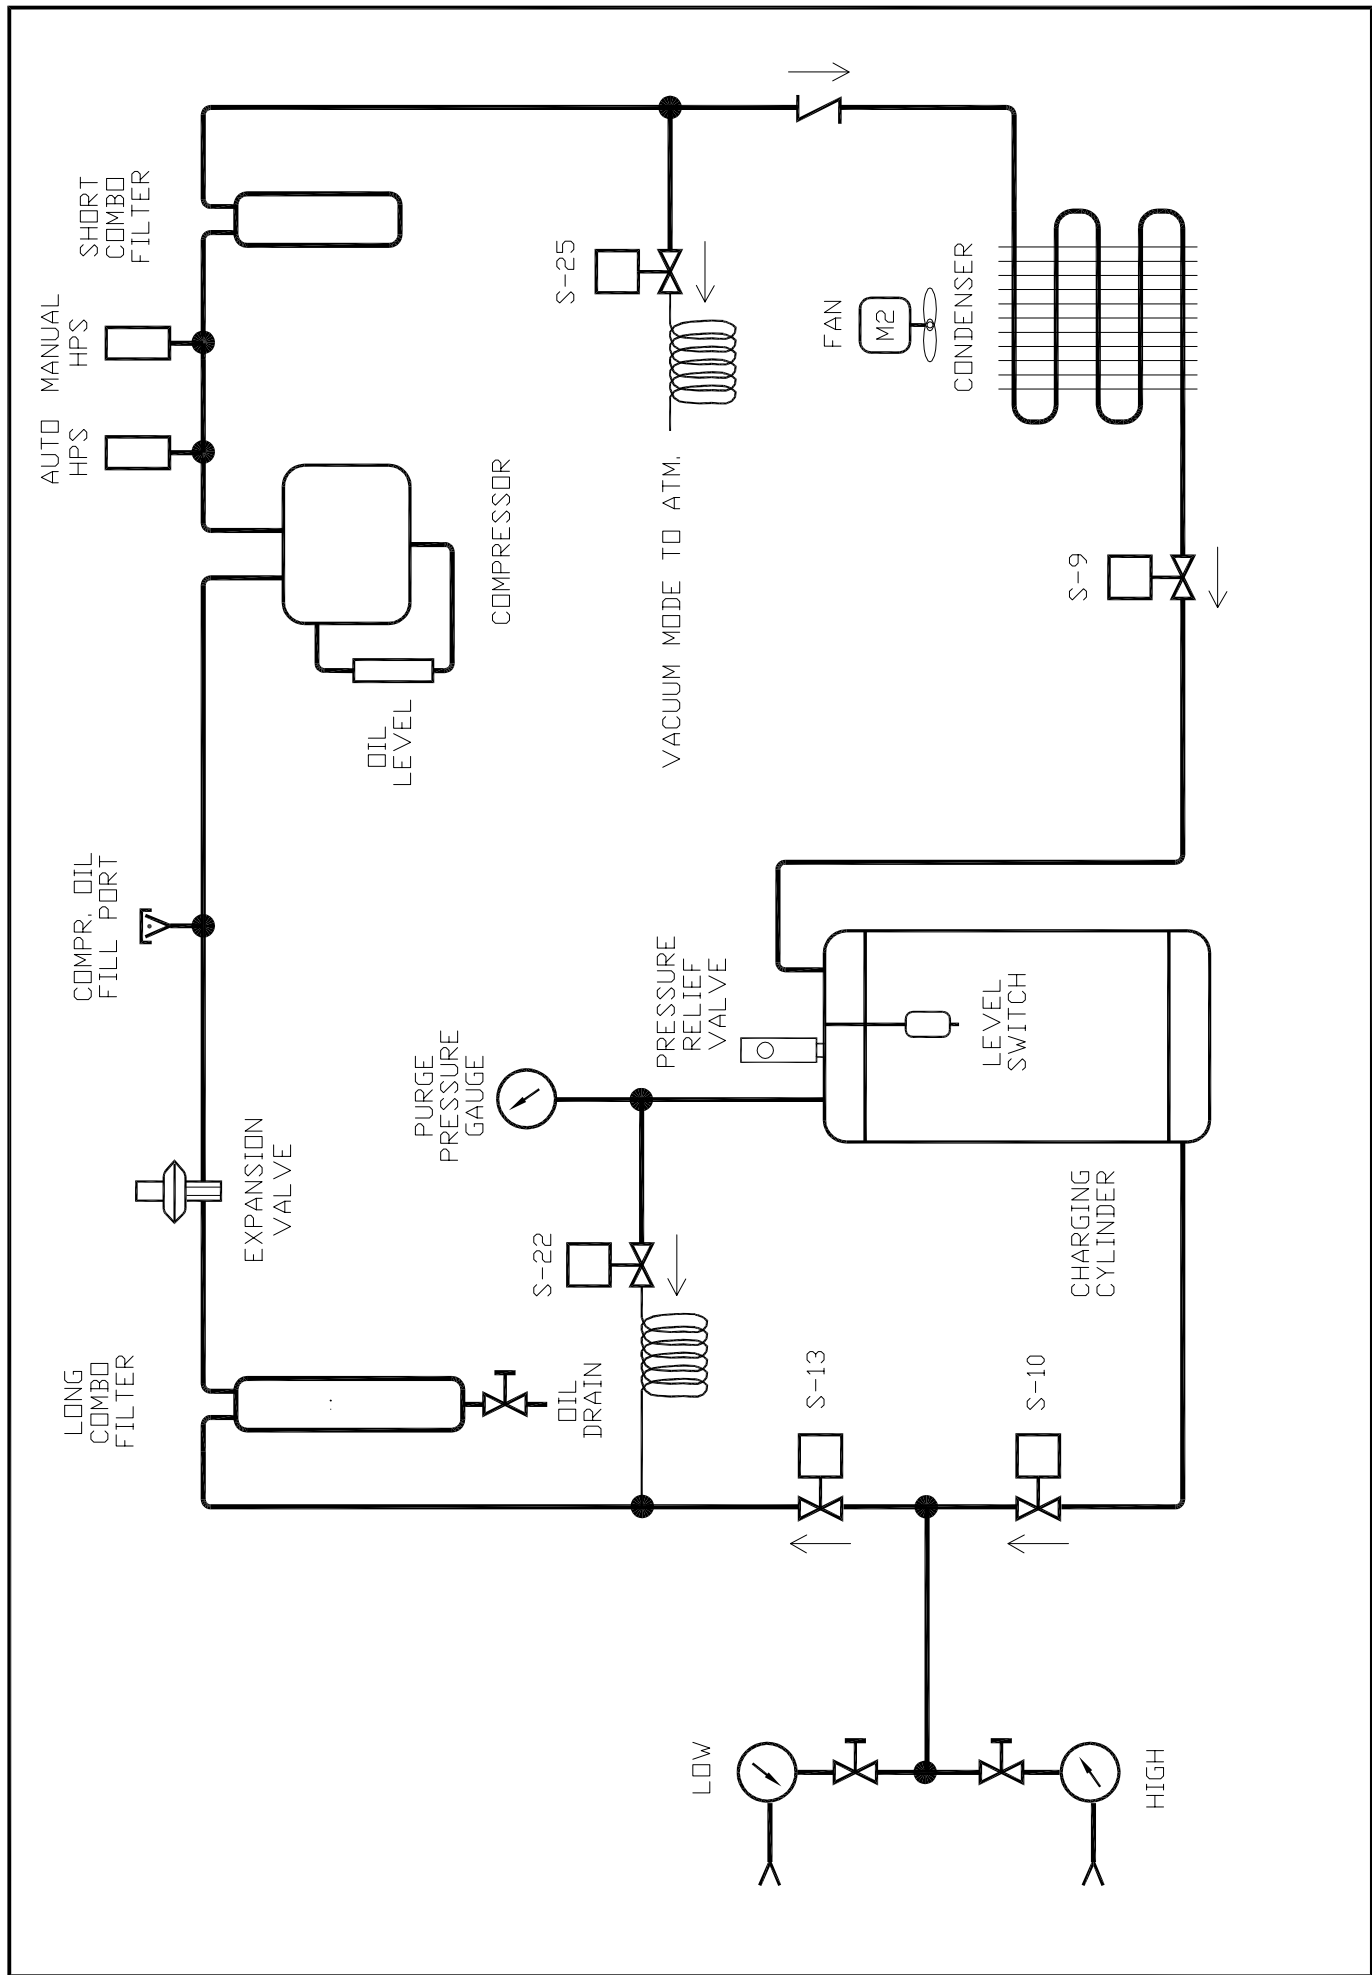 LONG
COMBO
FILTER
EXPANSION
VALVE
COMPR. OIL
FILL PORT
AUTO
HPS
MANUAL
HPS
SHORT
COMBO
FILTER
OIL
LEVEL
COMPRESSOR
PURGE
PRESSURE
GAUGE
S-22
OIL
DRAIN
S-25
VACUUM MODE TO ATM.
PRESSURE
RELIEF
VALVE
LOW
S-13
FAN
M2
CONDENSER
LEVEL
SWITCH
S-10
CHARGING
CYLINDER
S-9
HIGH